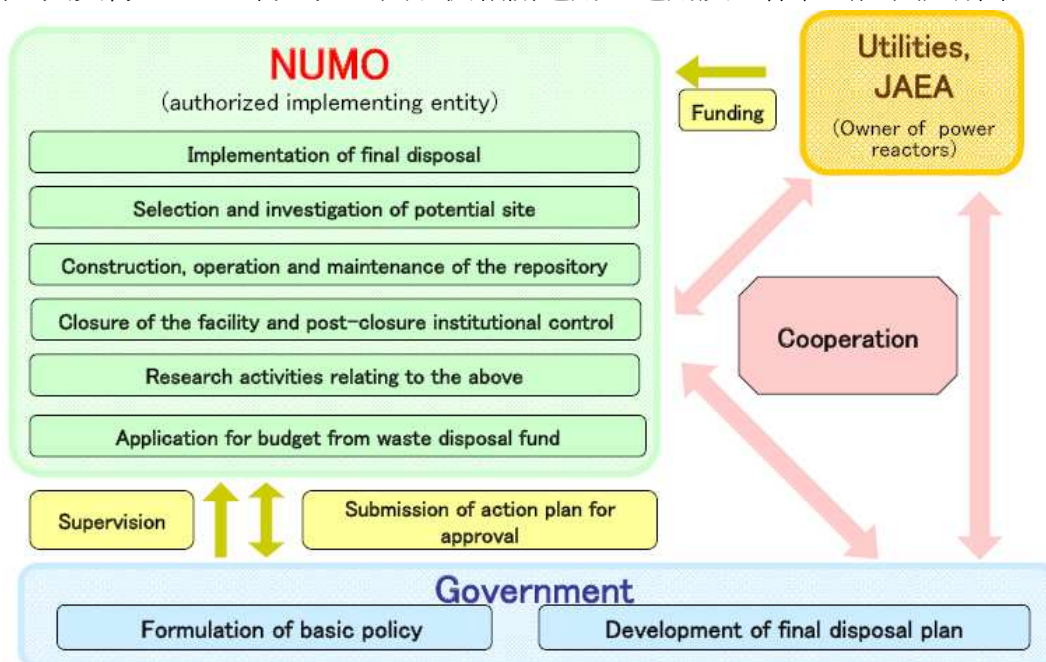 NUMO
(authorized implementing entity)
Implementation of final disposal
Selection and investigation of potential site
Construction, operation and maintenance of the repository
Closure of the facility and post-closure institutional control
Research activities relating to the above
Application for budget from waste disposal fund
Utilities,
JAEA
(Owner of power
reactors)
Funding
Cooperation
Supervision
Submission of action plan for
approval
Government
Formulation of basic policy
Development of final disposal plan